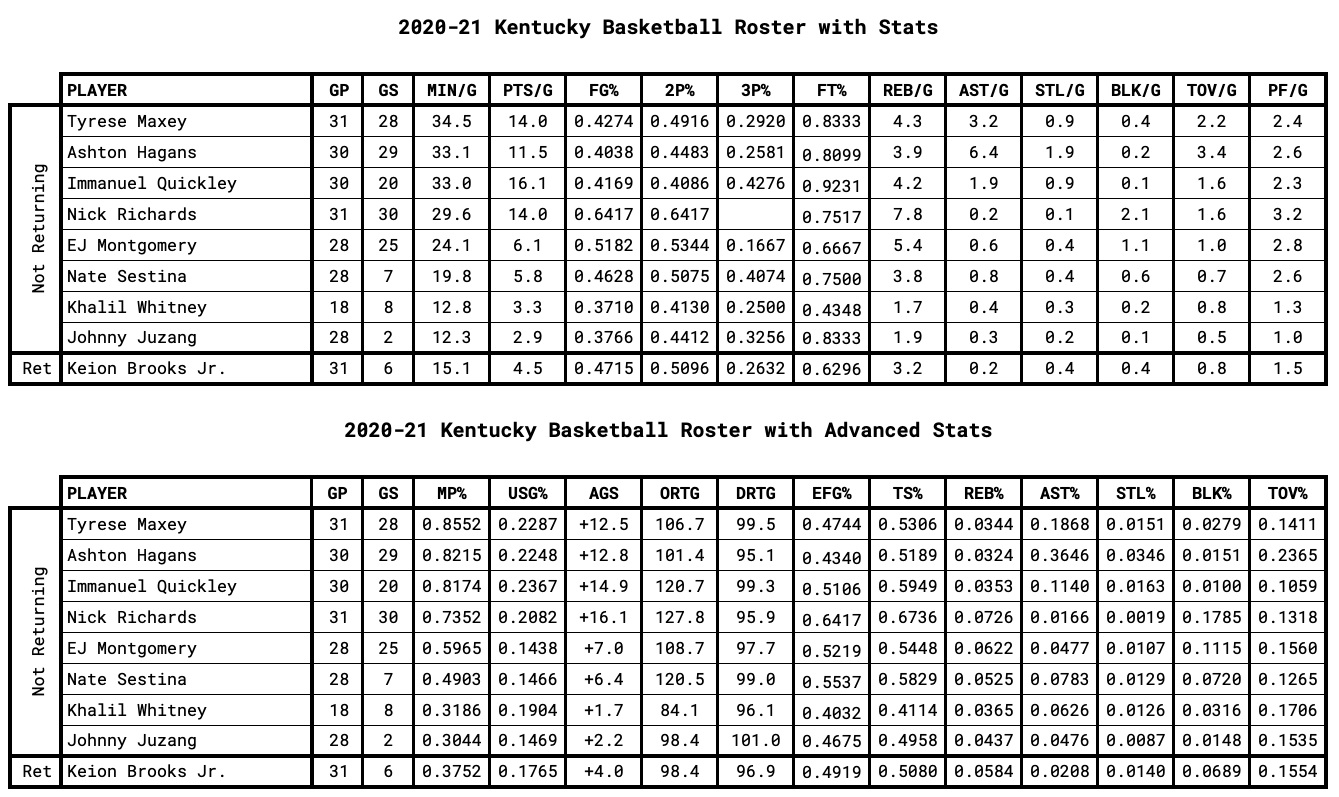 2020-21 Kentucky Basketball Roster with Stats
PLAYER GP GS MIN/G PTS/G FG% 2P% 3P% FT% REB/G AST/G STL/G BLK/G TOV/G PF/G
Not Returning
Tyrese Maxey 31 28 34.5 14.0 0.4274 0.4916 0.2920 0.8333 4.3 3.2 0.9 0.4 2.2 2.4
Ashton Hagans 30 29 33.1 11.5 0.4038 0.4483 0.2581 0.8099 3.9 6.4 1.9 0.2 3.4 2.6
Immanuel Quickley 30 20 33.0 16.1 0.4169 0.4086 0.4276 0.9231 4.2 1.9 0.9 0.1 1.6 2.3
Nick Richards 31 30 29.6 14.0 0.6417 0.6417 0.7517 7.8 0.2 0.1 2.1 1.6 3.2
EJ Montgomery 28 25 24.1 6.1 0.5182 0.5344 0.1667 0.6667 5.4 0.6 0.4 1.1 1.0 2.8
Nate Sestina 28 7 19.8 5.8 0.4628 0.5075 0.4074 0.7500 3.8 0.8 0.4 0.6 0.7 2.6
Khalil Whitney 18 8 12.8 3.3 0.3710 0.4130 0.2500 0.4348 1.7 0.4 0.3 0.2 0.8 1.3
Johnny Juzang 28 2 12.3 2.9 0.3766 0.4412 0.3256 0.8333 1.9 0.3 0.2 0.1 0.5 1.0
Ret Keion Brooks Jr. 31 6 15.1 4.5 0.4715 0.5096 0.2632 0.6296 3.2 0.2 0.4 0.4 0.8 1.5
2020-21 Kentucky Basketball Roster with Advanced Stats
PLAYER GP GS MP% USG% AGS ORTG DRTG EFG% TS% REB% AST% STL% BLK% TOV%
Not Returning
Tyrese Maxey 31 28 0.8552 0.2287 +12.5 106.7 99.5 0.4744 0.5306 0.0344 0.1868 0.0151 0.0279 0.1411
Ashton Hagans 30 29 0.8215 0.2248 +12.8 101.4 95.1 0.4340 0.5189 0.0324 0.3646 0.0346 0.0151 0.2365
Immanuel Quickley 30 20 0.8174 0.2367 +14.9 120.7 99.3 0.5106 0.5949 0.0353 0.1140 0.0163 0.0100 0.1059
Nick Richards 31 30 0.7352 0.2082 +16.1 127.8 95.9 0.6417 0.6736 0.0726 0.0166 0.0019 0.1785 0.1318
EJ Montgomery 28 25 0.5965 0.1438 +7.0 108.7 97.7 0.5219 0.5448 0.0622 0.0477 0.0107 0.1115 0.1560
Nate Sestina 28 7 0.4903 0.1466 +6.4 120.5 99.0 0.5537 0.5829 0.0525 0.0783 0.0129 0.0720 0.1265
Khalil Whitney 18 8 0.3186 0.1904 +1.7 84.1 96.1 0.4032 0.4114 0.0365 0.0626 0.0126 0.0316 0.1706
Johnny Juzang 28 2 0.3044 0.1469 +2.2 98.4 101.0 0.4675 0.4958 0.0437 0.0476 0.0087 0.0148 0.1535
Ret Keion Brooks Jr. 31 6 0.3752 0.1765 +4.0 98.4 96.9 0.4919 0.5080 0.0584 0.0208 0.0140 0.0689 0.1554